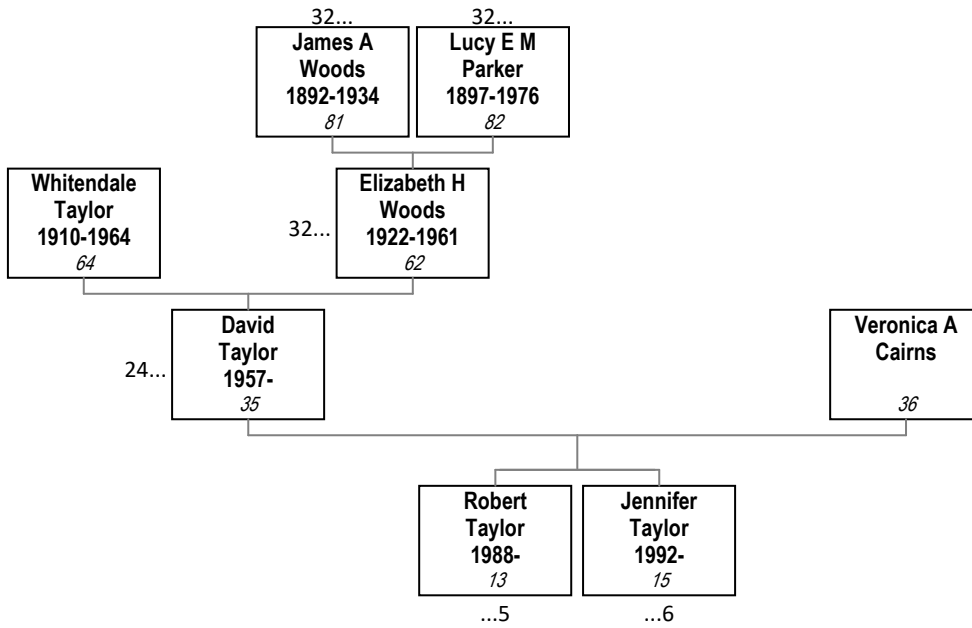 32...
32...
James A
Woods
1892-1934
81
Lucy E M
Parker
1897-1976
82
Whitendale
Taylor
1910-1964
64
32...
Elizabeth H
Woods
1922-1961
62
24...
David
Taylor
1957-
35
Veronica A
Cairns
36
Robert
Taylor
1988-
13
Jennifer
Taylor
1992-
15
...5
...6